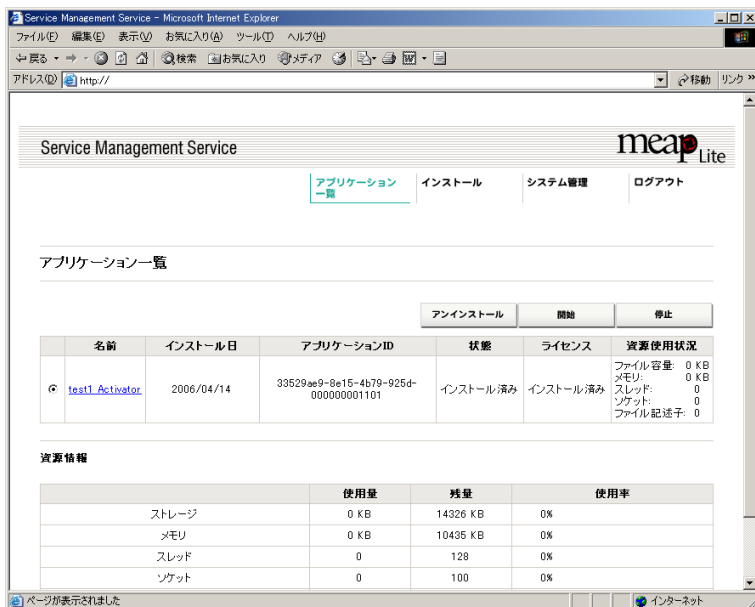 Service Management Service - Microsoft Internet Explorer
ファイル(F) 編集(E) 表示(V) お気に入り(A) ツール(T) ヘルプ(H)
戻る 検索 お気に入り メディア
アドレス(D) http:// 移動 リンク »
Service Management Service meap Lite
アプリケーション一覧 インストール システム管理 ログアウト
アプリケーション一覧
アンインストール 開始 停止
名前 インストール日 アプリケーションID 状態 ライセンス 資源使用状況
test1 Activator 2006/04/14 33529ae9-8e15-4b79-925d-000000001101 インストール済み インストール済み
ファイル容量: 0 KB
メモリ: 0 KB
スレッド: 0
ソケット: 0
ファイル記述子: 0
資源情報
使用量 残量 使用率
ストレージ 0 KB 14326 KB 0%
メモリ 0 KB 10435 KB 0%
スレッド 0 128 0%
ソケット 0 100 0%
ページが表示されました インターネット